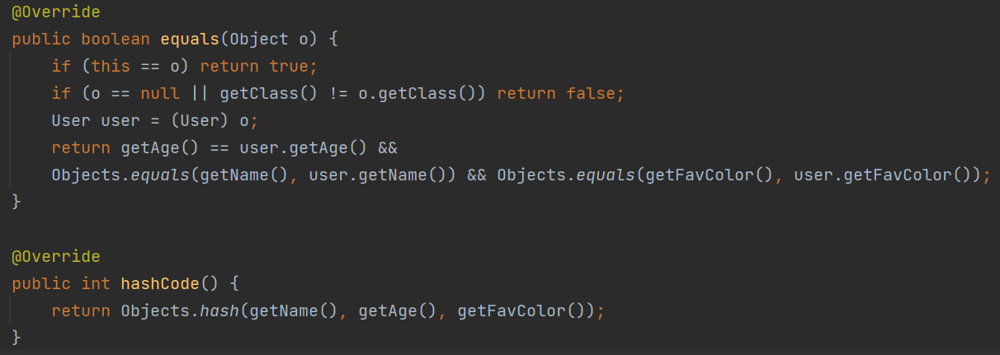 @Override
public boolean equals(Object o) {
    if (this == o) return true;
    if (o == null || getClass() != o.getClass()) return false;
    User user = (User) o;
    return getAge() == user.getAge() &&
    Objects.equals(getName(), user.getName()) && Objects.equals(getFavColor(), user.getFavColor());
}

@Override
public int hashCode() {
    return Objects.hash(getName(), getAge(), getFavColor());
}